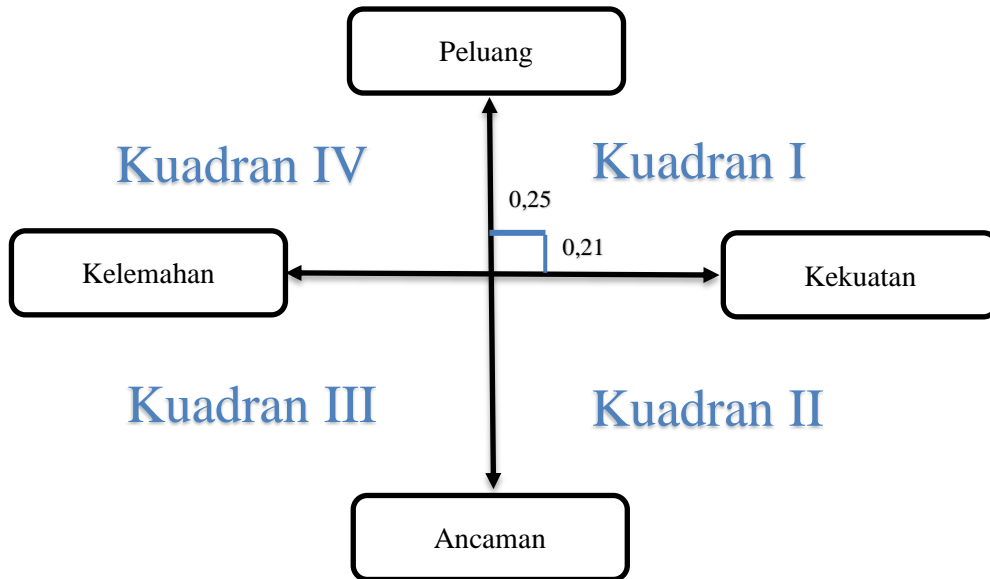 Peluang
Kuadran IV
Kuadran I
0,25
0,21
Kelemahan
Kekuatan
Kuadran III
Kuadran II
Ancaman